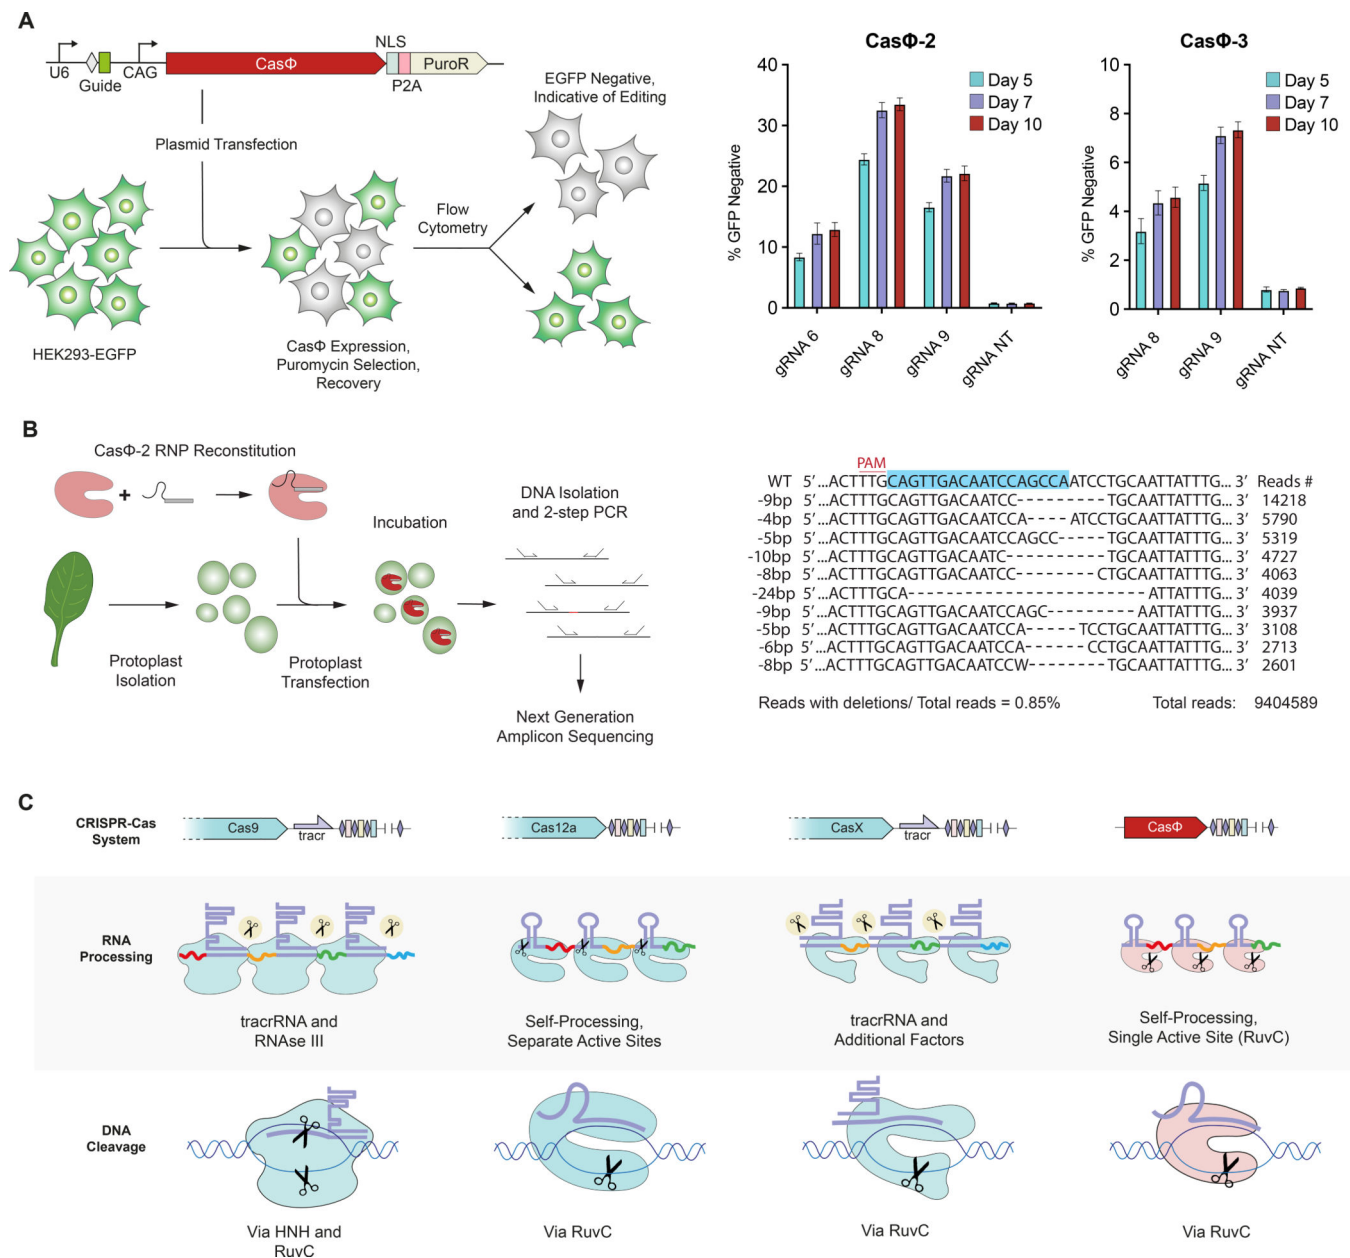 A
U6
Guide
CAG
CasΦ
NLS
P2A
PuroR
Plasmid Transfection
HEK293-EGFP
CasΦ Expression,
Puromycin Selection,
Recovery
Flow
Cytometry
EGFP Negative,
Indicative of Editing
CasΦ-2
% GFP Negative
40
30
20
10
0
Day 5
Day 7
Day 10
gRNA 6
gRNA 8
gRNA 9
gRNA NT
CasΦ-3
% GFP Negative
10
8
6
4
2
0
Day 5
Day 7
Day 10
gRNA 8
gRNA 9
gRNA NT
B
CasΦ-2 RNP Reconstitution
Protoplast
Isolation
Protoplast
Transfection
Incubation
DNA Isolation
and 2-step PCR
Next Generation
Amplicon Sequencing
PAM
WT 5’...ACTTTGCAGTTGACAATCCAGCCAATCCTGCAATTATTTG... 3’ Reads #
-9bp 5’...ACTTTGCAGTTGACAATCC---------TGCAATTATTTG... 3’ 14218
-4bp 5’...ACTTTGCAGTTGACAATCCA----ATCCTGCAATTATTTG... 3’ 5790
-5bp 5’...ACTTTGCAGTTGACAATCCAGCC-----TGCAATTATTTG... 3’ 5319
-10bp 5’...ACTTTGCAGTTGACAATC----------TGCAATTATTTG... 3’ 4727
-8bp 5’...ACTTTGCAGTTGACAATCC--------CTGCAATTATTTG... 3’ 4063
-24bp 5’...ACTTTGCA------------------------ATTATTTG... 3’ 4039
-9bp 5’...ACTTTGCAGTTGACAATCCAGC---------AATTATTTG... 3’ 3937
-5bp 5’...ACTTTGCAGTTGACAATCCA-----TCCTGCAATTATTTG... 3’ 3108
-6bp 5’...ACTTTGCAGTTGACAATCCA------CCTGCAATTATTTG... 3’ 2713
-8bp 5’...ACTTTGCAGTTGACAATCCW--------TGCAATTATTTG... 3’ 2601
Reads with deletions/ Total reads = 0.85% Total reads: 9404589
C
CRISPR-Cas
System
Cas9
tracr
Cas12a
CasX
tracr
CasΦ
RNA
Processing
tracrRNA and
RNAse III
Self-Processing,
Separate Active Sites
tracrRNA and
Additional Factors
Self-Processing,
Single Active Site (RuvC)
DNA
Cleavage
Via HNH and
RuvC
Via RuvC
Via RuvC
Via RuvC